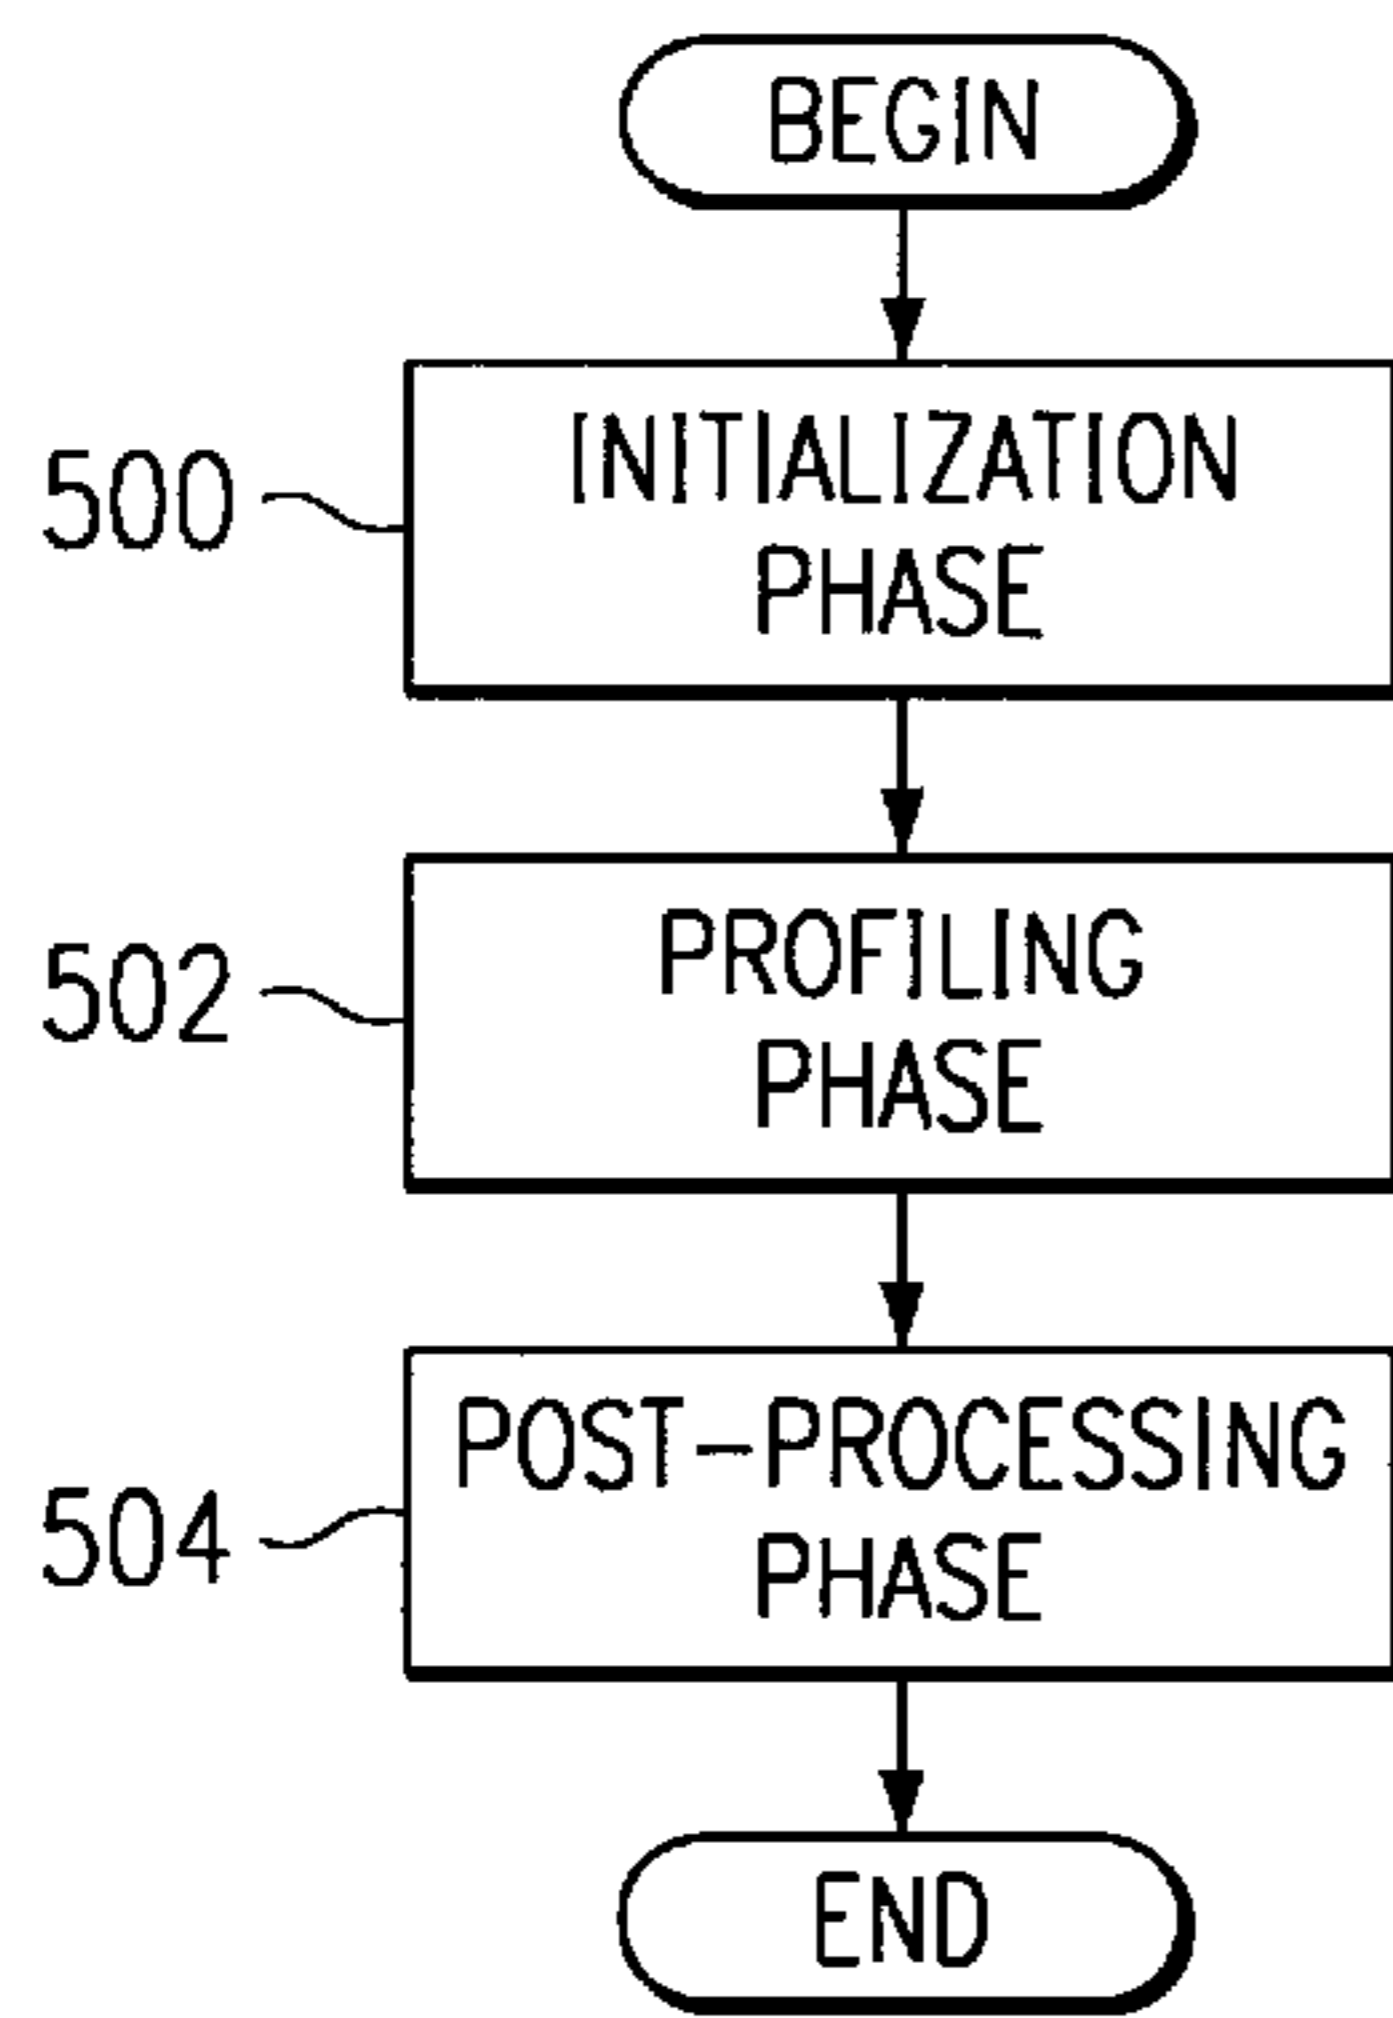 BEGIN
500
INITIALIZATION
PHASE
502
PROFILING
PHASE
504
POST-PROCESSING
PHASE
END